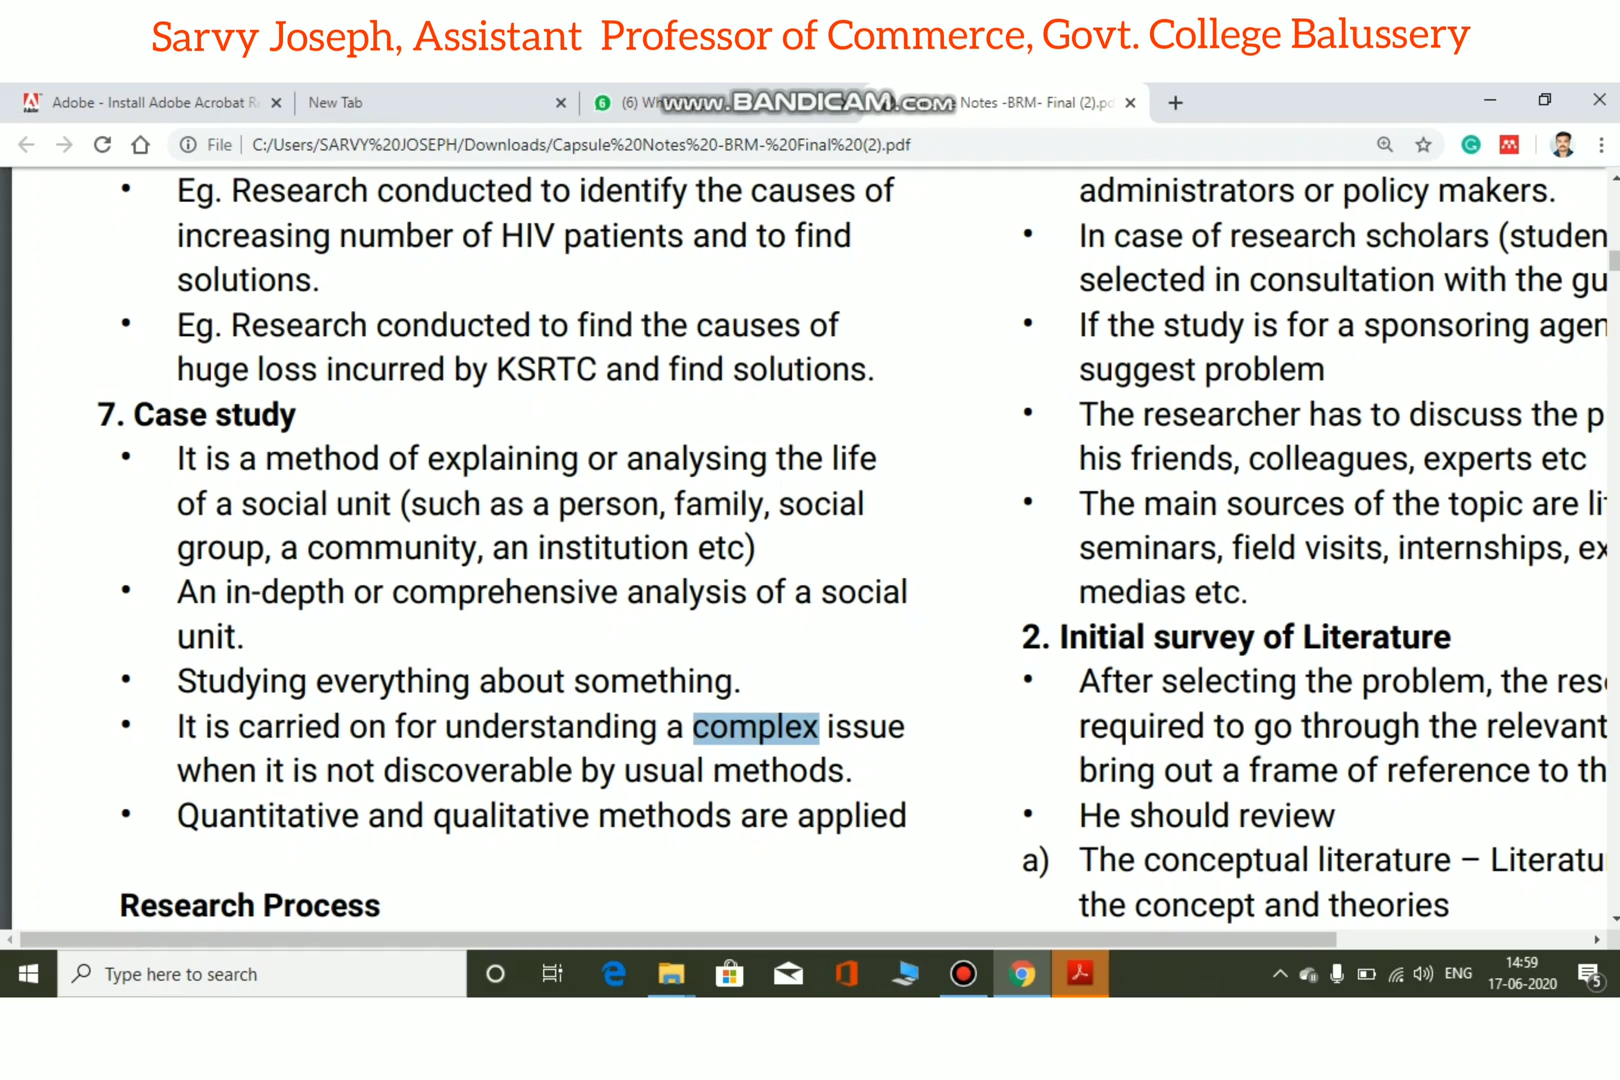 Sarvy Joseph, Assistant Professor of Commerce, Govt. College Balussery
Adobe - Install Adobe Acrobat R
New Tab
(6) Wh
www.BANDICAM.com
Notes -BRM- Final (2).pd
File
C:/Users/SARVY%20JOSEPH/Downloads/Capsule%20Notes%20-BRM-%20Final%20(2).pdf
• Eg. Research conducted to identify the causes of
increasing number of HIV patients and to find
solutions.
• Eg. Research conducted to find the causes of
huge loss incurred by KSRTC and find solutions.
7. Case study
• It is a method of explaining or analysing the life
of a social unit (such as a person, family, social
group, a community, an institution etc)
• An in-depth or comprehensive analysis of a social
unit.
• Studying everything about something.
• It is carried on for understanding a complex issue
when it is not discoverable by usual methods.
• Quantitative and qualitative methods are applied
Research Process
administrators or policy makers.
• In case of research scholars (studen
selected in consultation with the gu
• If the study is for a sponsoring agen
suggest problem
• The researcher has to discuss the p
his friends, colleagues, experts etc
• The main sources of the topic are li
seminars, field visits, internships, ex
medias etc.
2. Initial survey of Literature
• After selecting the problem, the res
required to go through the relevant
bring out a frame of reference to th
• He should review
a) The conceptual literature – Literatu
the concept and theories
Type here to search
ENG
14:59
17-06-2020
5